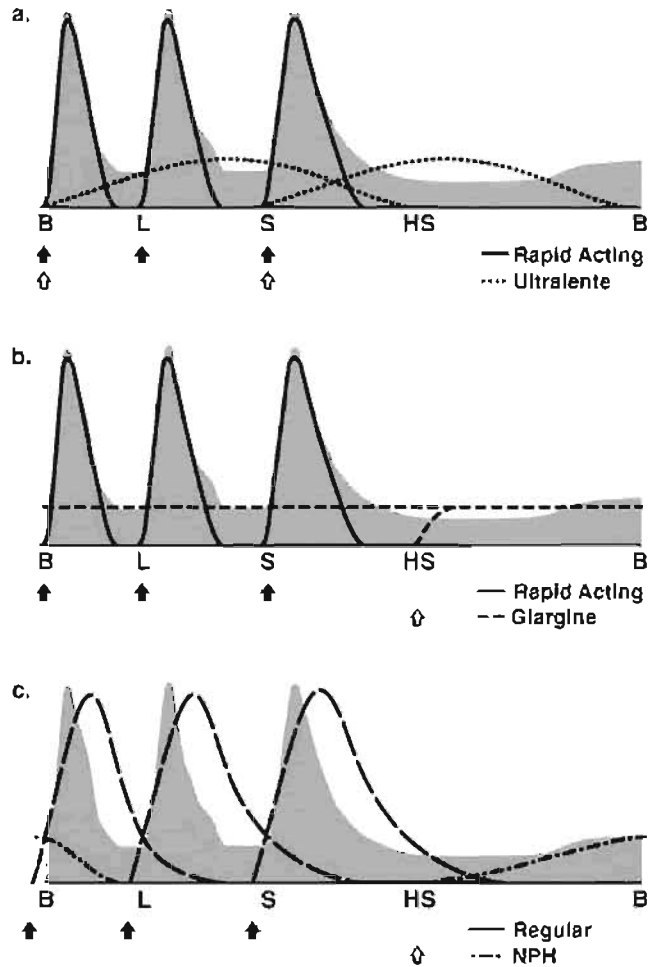 a.
B L S HS B
Rapid Acting
Ultralente
b.
B L S HS B
Rapid Acting
Glargine
c.
B L S HS B
Regular
NPH